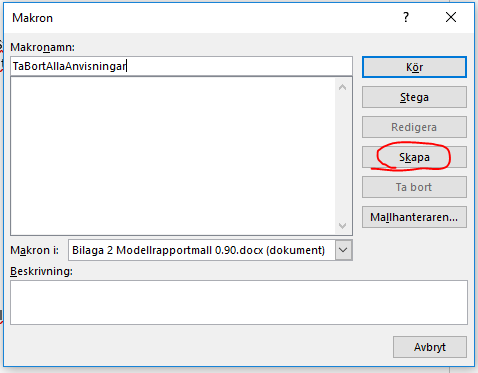 Makron
Makronamn:
TaBortAllaAnvisningar
Kör
Stega
Redigera
Skapa
Ta bort
Mallhanteraren...
Makron i:
Bilaga 2 Modellrapportmall 0.90.docx (dokument)
Beskrivning:
Avbryt